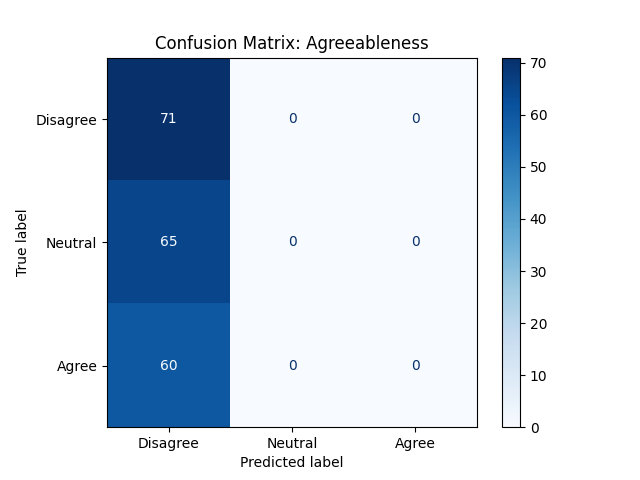 Confusion Matrix: Agreeableness
True label
Disagree
71
0
0
Neutral
65
0
0
Agree
60
0
0
Disagree
Neutral
Agree
Predicted label
70
60
50
40
30
20
10
0